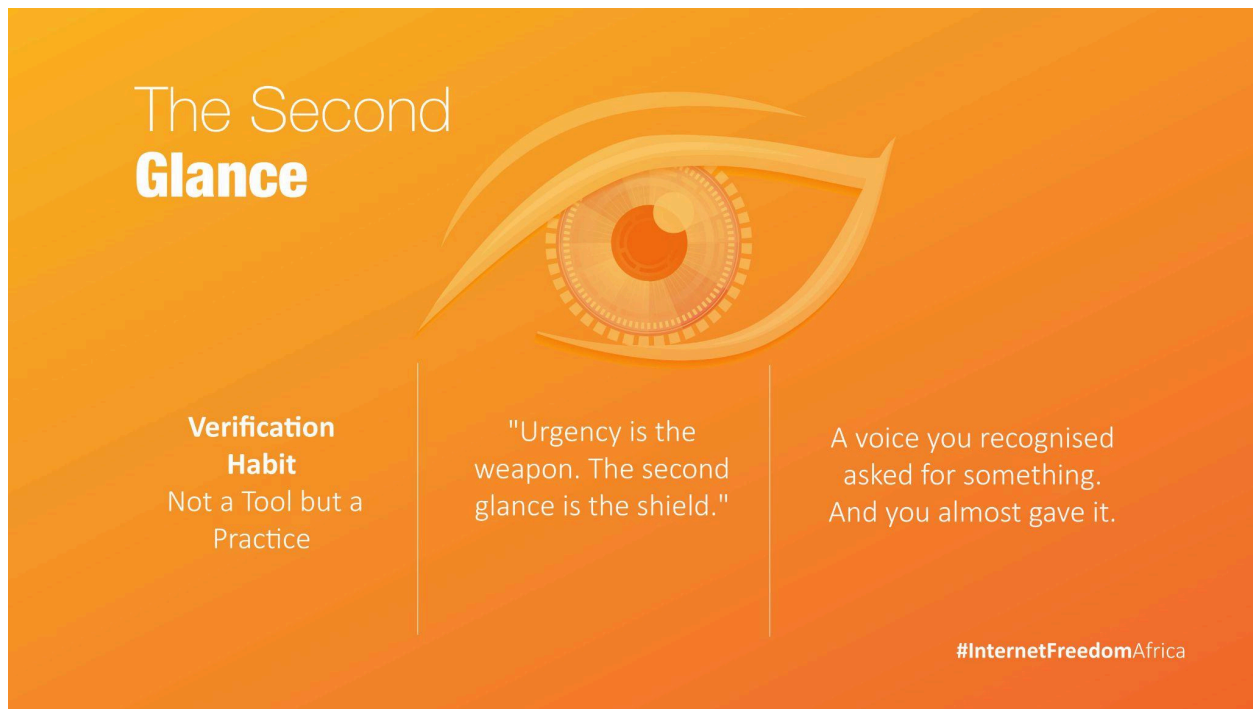 The Second
Glance
Verification
Habit
Not a Tool but a
Practice
"Urgency is the
weapon. The second
glance is the shield."
A voice you recognised
asked for something.
And you almost gave it.
#InternetFreedomAfrica